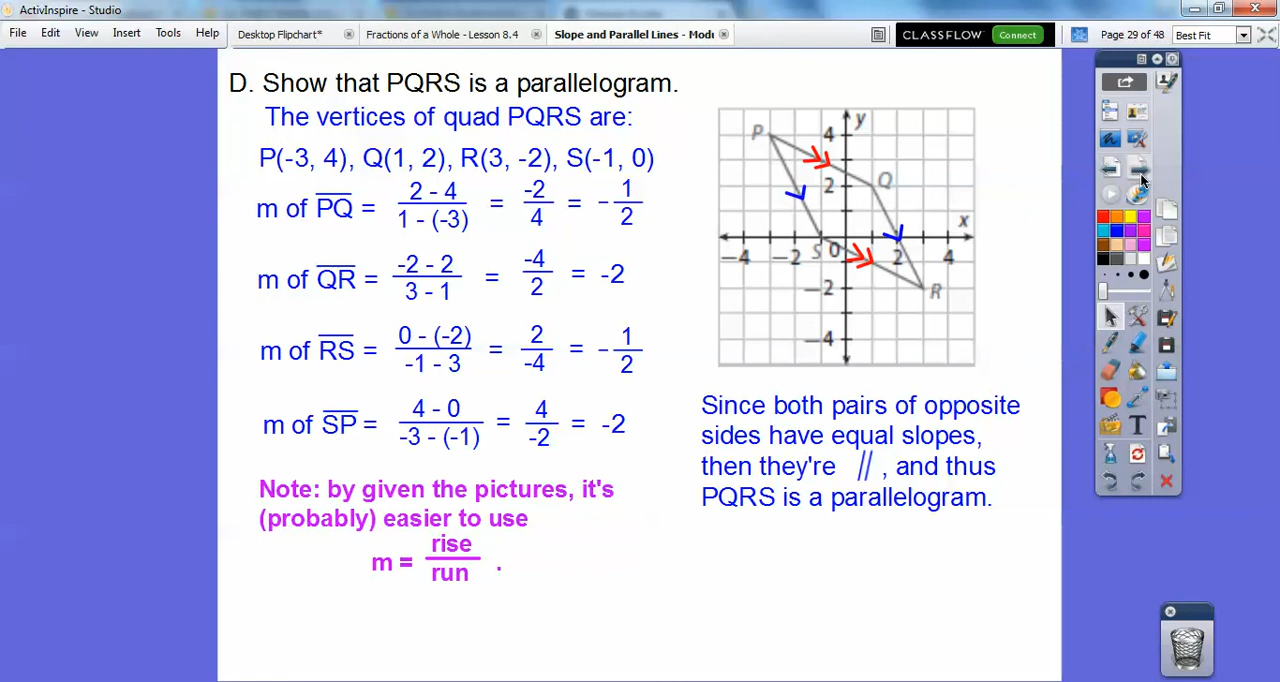 ActivInspire - Studio
File Edit View Insert Tools Help
Desktop Flipchart*
Fractions of a Whole - Lesson 8.4
Slope and Parallel Lines - Mod
CLASSFLOW Connect
Page 29 of 48
Best Fit
D. Show that PQRS is a parallelogram.
The vertices of quad PQRS are:
P(-3, 4), Q(1, 2), R(3, -2), S(-1, 0)
m of PQ = 2 - 4 / 1 - (-3) = -2 / 4 = - 1 / 2
m of QR = -2 - 2 / 3 - 1 = -4 / 2 = -2
m of RS = 0 - (-2) / -1 - 3 = 2 / -4 = - 1 / 2
m of SP = 4 - 0 / -3 - (-1) = 4 / -2 = -2
Note: by given the pictures, it's
(probably) easier to use
m = rise / run .
P 4 y
2 Q
x
-4 -2 S 0 2 4
-2 R
-4
Since both pairs of opposite
sides have equal slopes,
then they're // , and thus
PQRS is a parallelogram.